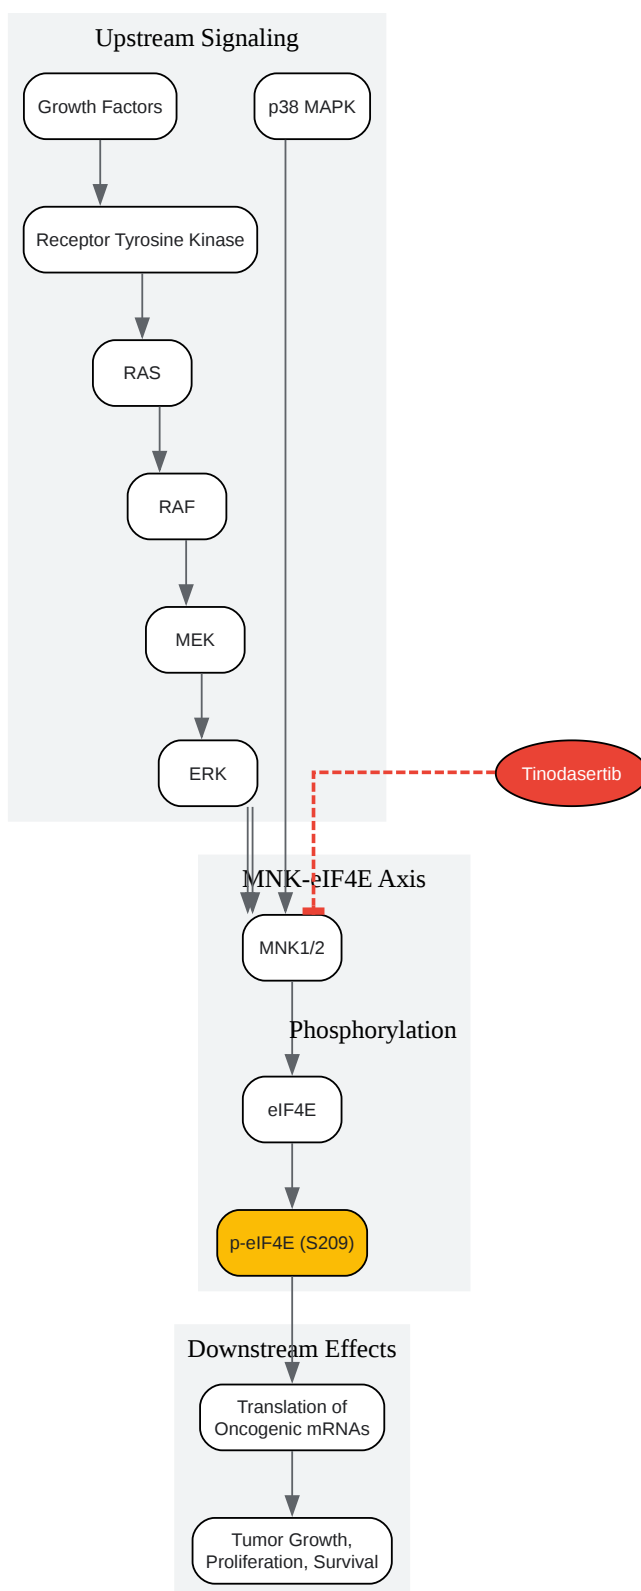 Upstream Signaling
Growth Factors
p38 MAPK
Receptor Tyrosine Kinase
RAS
RAF
MEK
ERK
Tinodasertib
MNK-eIF4E Axis
MNK1/2
Phosphorylation
eIF4E
p-eIF4E (S209)
Downstream Effects
Translation of
Oncogenic mRNAs
Tumor Growth,
Proliferation, Survival